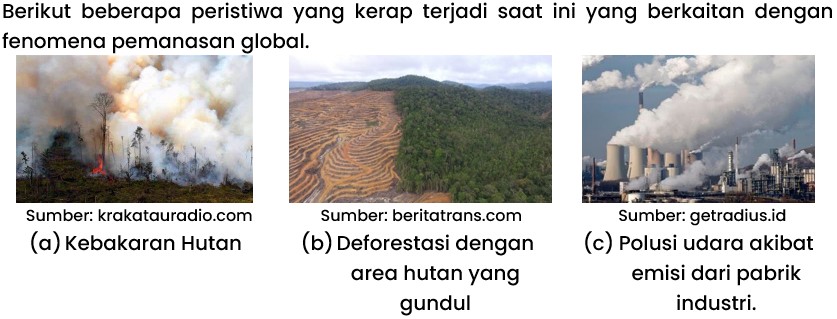 Berikut beberapa peristiwa yang kerap terjadi saat ini yang berkaitan dengan
fenomena pemanasan global.
Sumber: krakatauradio.com
(a) Kebakaran Hutan
Sumber: beritatrans.com
(b) Deforestasi dengan
area hutan yang
gundul
Sumber: getradius.id
(c) Polusi udara akibat
emisi dari pabrik
industri.